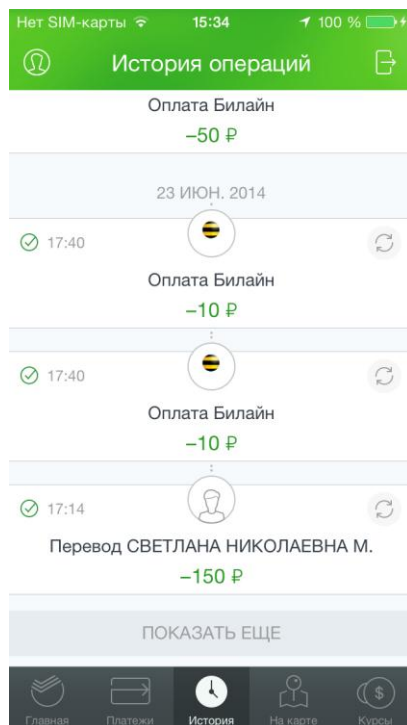 Нет SIM-карты 15:34 100 %
История операций
Оплата Билайн
–50 ₽
23 ИЮН. 2014
17:40
Оплата Билайн
–10 ₽
17:40
Оплата Билайн
–10 ₽
17:14
Перевод СВЕТЛАНА НИКОЛАЕВНА М.
–150 ₽
ПОКАЗАТЬ ЕЩЕ
Главная Платежи История На карте Курсы